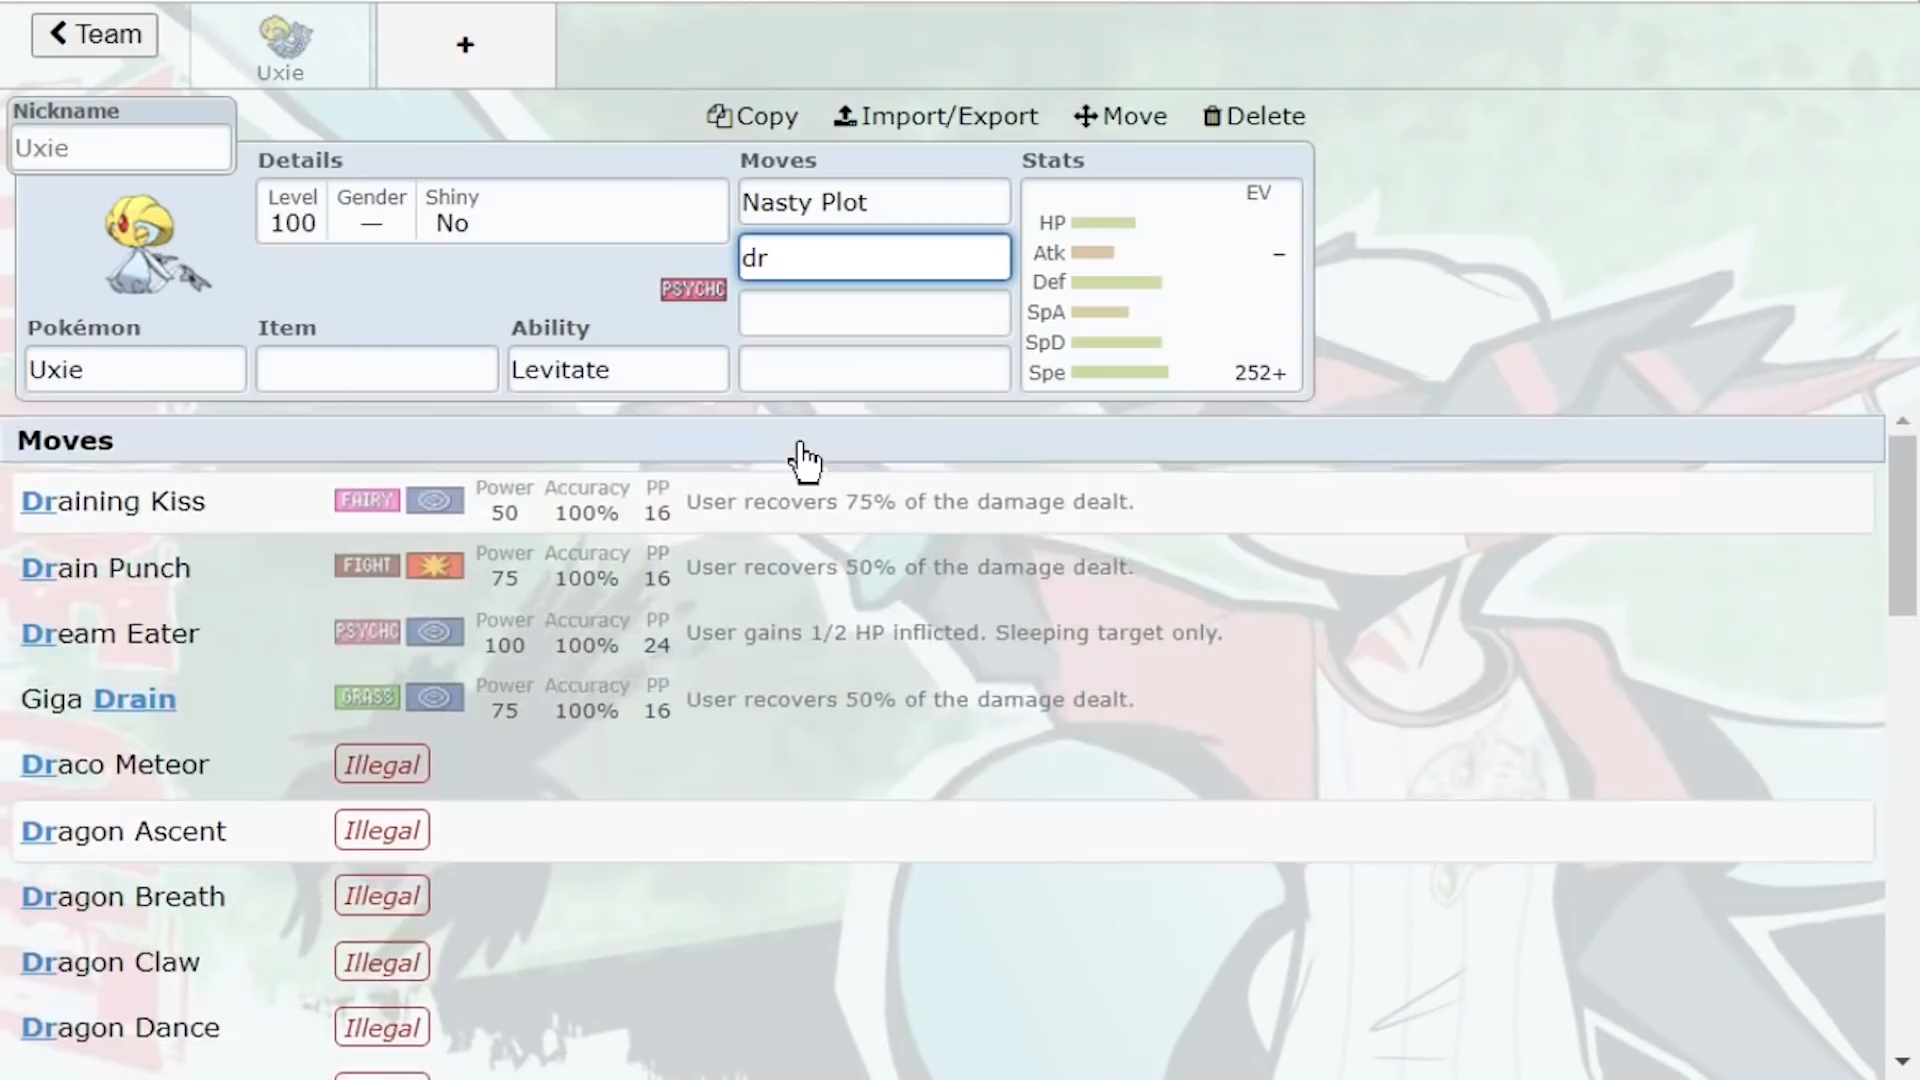 Team
Uxie
+
Nickname
Uxie
Copy Import/Export Move Delete
Details
Level Gender Shiny
100 — No
PSYCHC
Pokémon Item Ability
Uxie Levitate
Moves
Nasty Plot
dr
Stats
EV
HP
Atk –
Def
SpA
SpD
Spe 252+
Moves
Draining Kiss FAIRY Power 50 Accuracy 100% PP 16 User recovers 75% of the damage dealt.
Drain Punch FIGHT Power 75 Accuracy 100% PP 16 User recovers 50% of the damage dealt.
Dream Eater PSYCHC Power 100 Accuracy 100% PP 24 User gains 1/2 HP inflicted. Sleeping target only.
Giga Drain GRASS Power 75 Accuracy 100% PP 16 User recovers 50% of the damage dealt.
Draco Meteor Illegal
Dragon Ascent Illegal
Dragon Breath Illegal
Dragon Claw Illegal
Dragon Dance Illegal